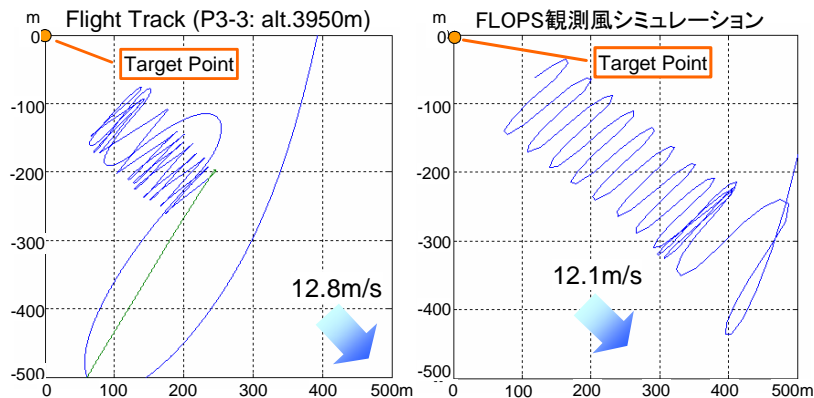 m
Flight Track (P3-3: alt.3950m)
0
Target Point
-100
-200
-300
12.8m/s
-400
-500
0
100
200
300
400
500m
m
FLOPS観測風シミュレーション
0
Target Point
-100
-200
-300
12.1m/s
-400
-500
0
100
200
300
400
500m